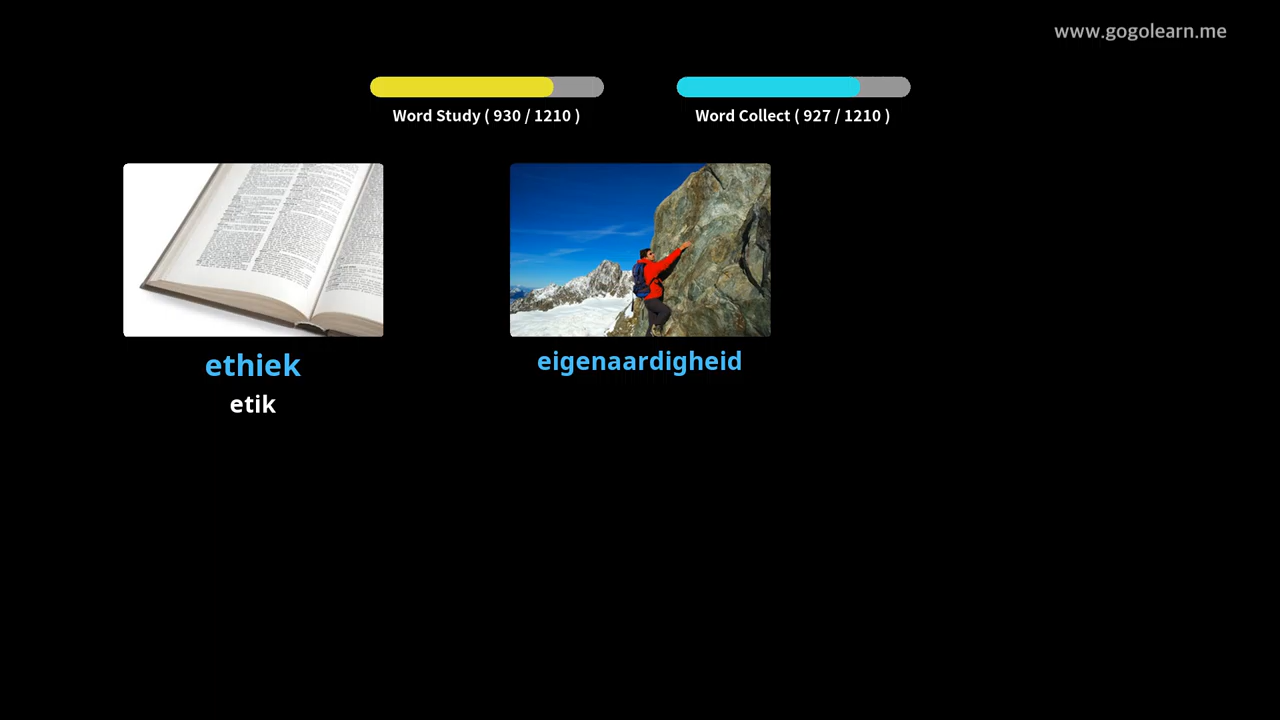 www.gogolearn.me
Word Study ( 930 / 1210 )
Word Collect ( 927 / 1210 )
ethiek
etik
eigenaardigheid